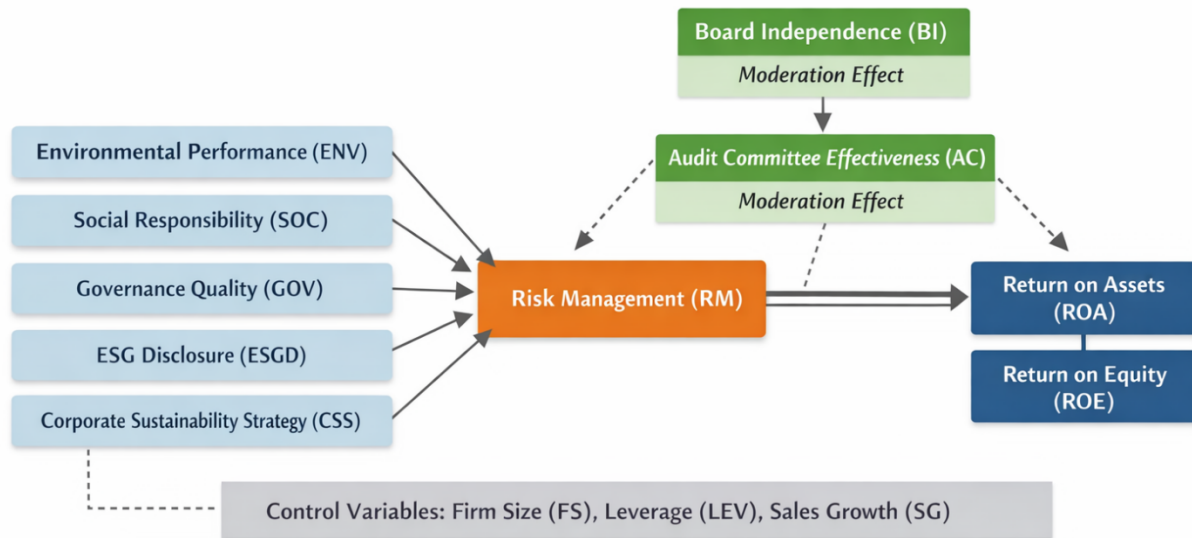 Board Independence (BI)
Moderation Effect
Environmental Performance (ENV)
Audit Committee Effectiveness (AC)
Social Responsibility (SOC)
Moderation Effect
Governance Quality (GOV)
Risk Management (RM)
Return on Assets
(ROA)
ESG Disclosure (ESGD)
Return on Equity
(ROE)
Corporate Sustainability Strategy (CSS)
Control Variables: Firm Size (FS), Leverage (LEV), Sales Growth (SG)